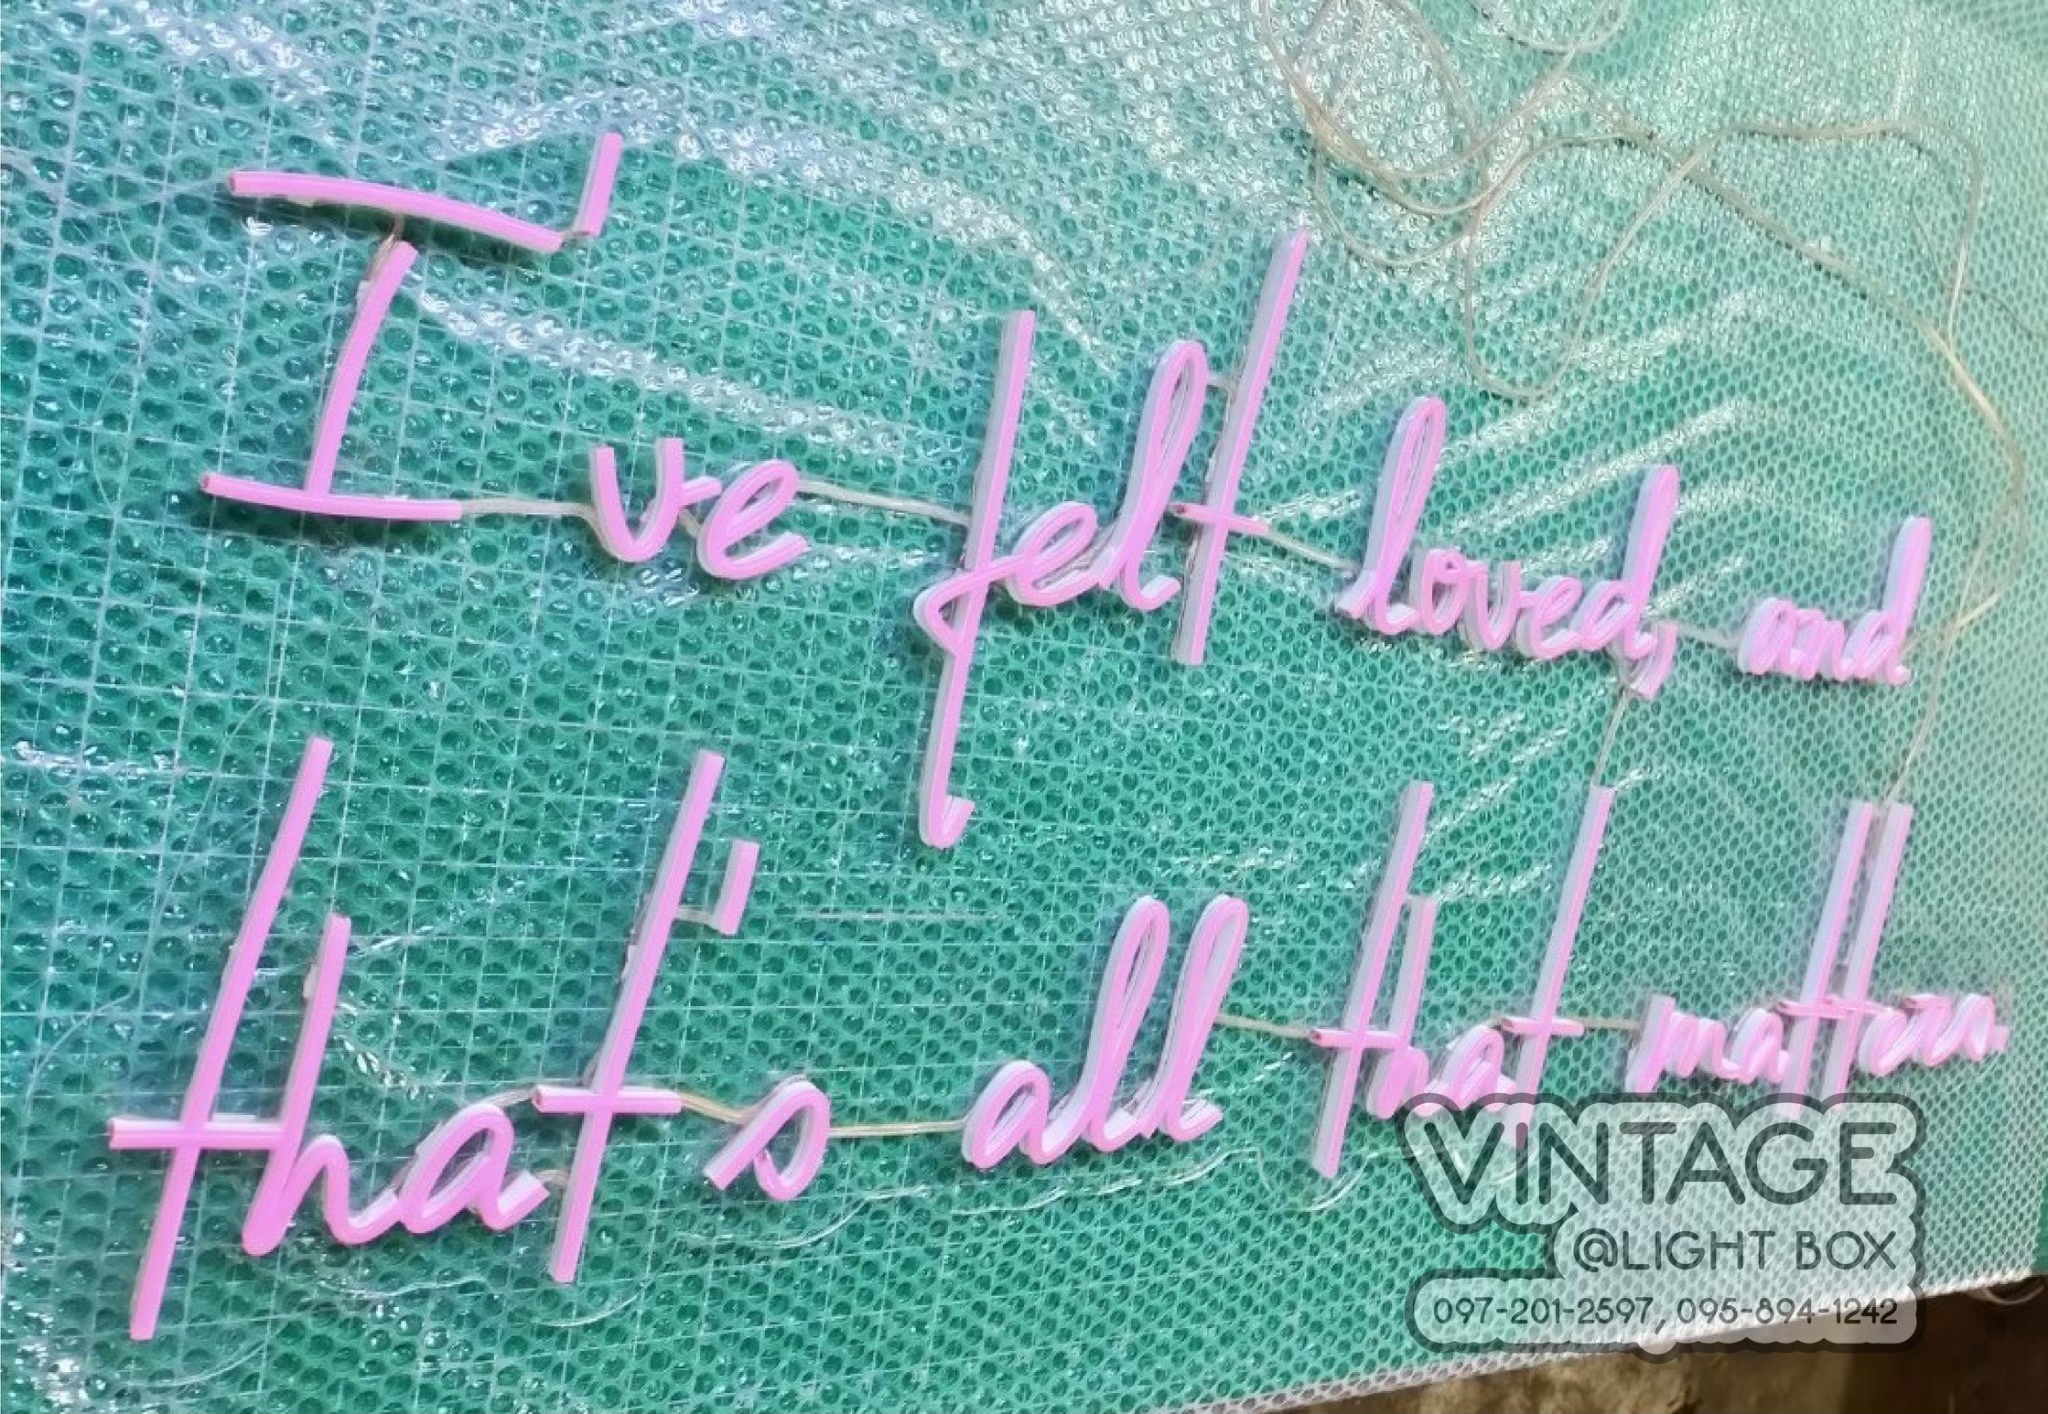 I've felt loved, and
that's all that matters.
VINTAGE
@LIGHT BOX
097-201-2597, 095-894-1242